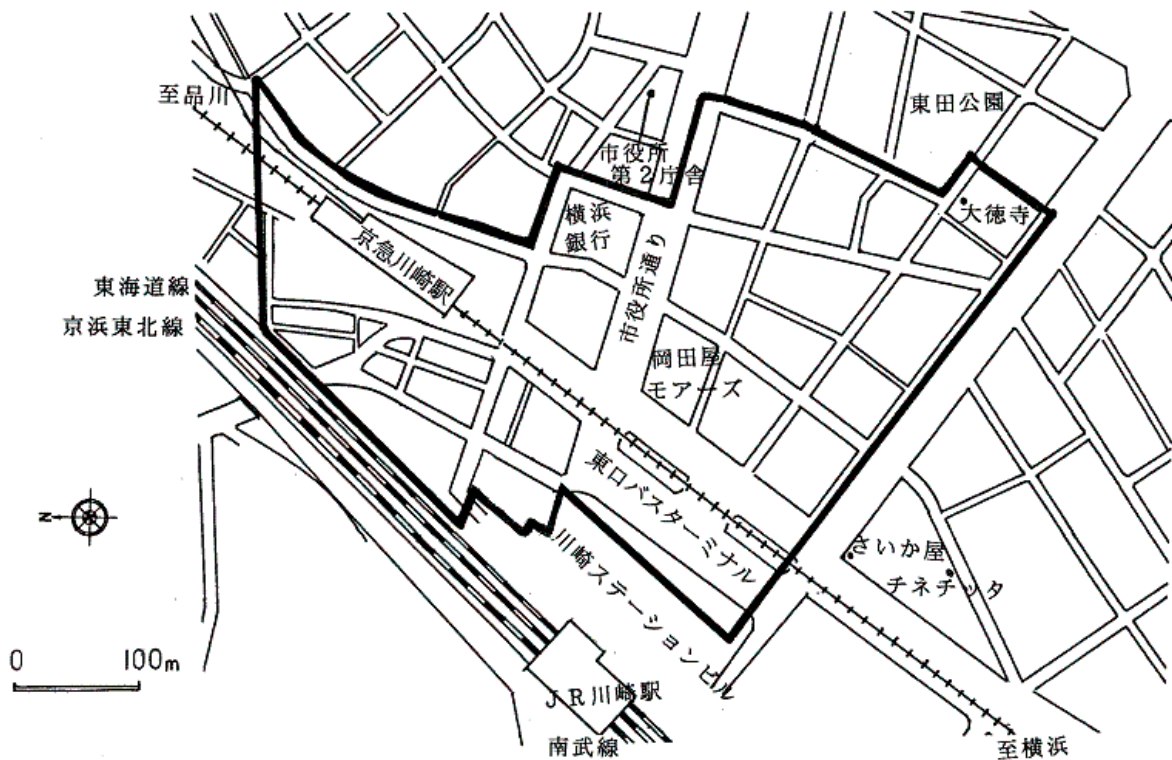 至品川
東田公園
市役所
第2庁舎
大徳寺
横浜
銀行
市役所通り
京急川崎駅
東海道線
京浜東北線
岡田屋
モアーズ
東口バスターミナル
さいか屋
チネチッタ
川崎ステーションビル
N
0 100m
JR川崎駅
南武線
至横浜